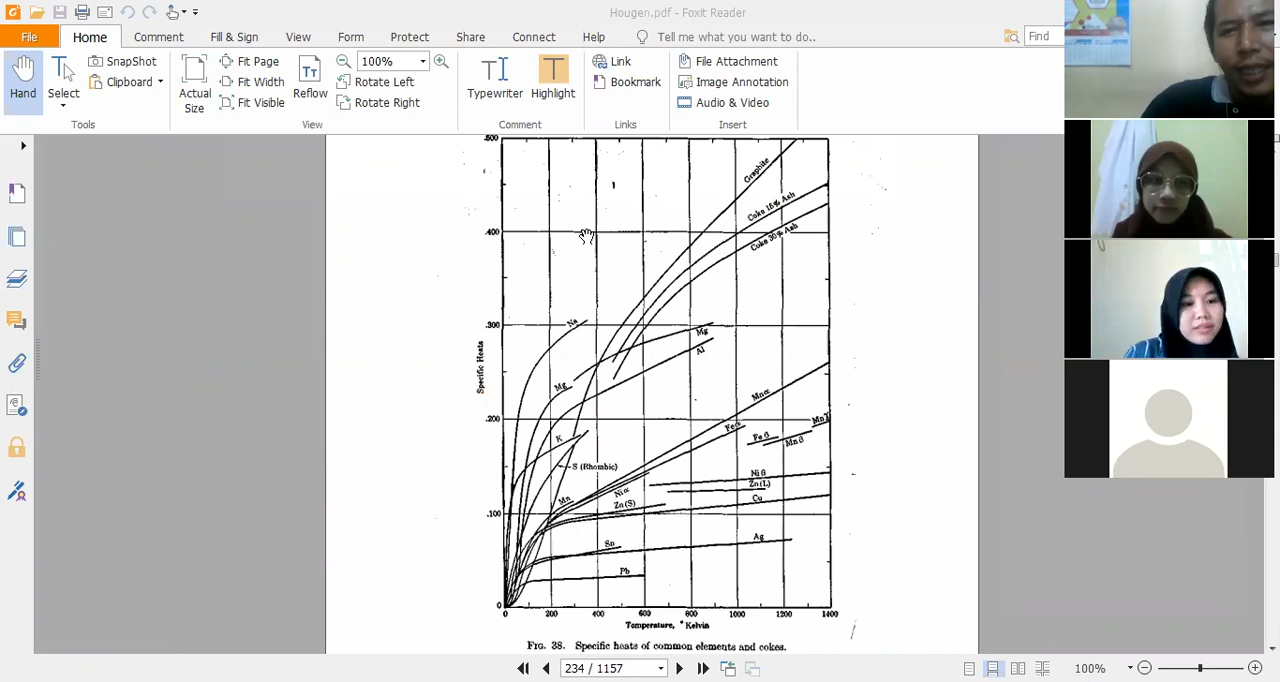 Hougen.pdf - Foxit Reader
File Home Comment Fill & Sign View Form Protect Share Connect Help Tell me what you want to do.. Find
Hand
Select
SnapShot
Clipboard
Actual Size
Fit Page
Fit Width
Fit Visible
Reflow
100%
Rotate Left
Rotate Right
Typewriter
Highlight
Link
Bookmark
File Attachment
Image Annotation
Audio & Video
Tools View Comment Links Insert
.500
.400
.300
.200
.100
0
Specific Heats
Graphite
Coke 15% Ash
Coke 30% Ash
Na
Mg
Al
Mg
Mnα
K
Feα
Fe β
Mn β
S (Rhombic)
Mn
Niα
Ni β
Zn (L)
Zn (S)
Cu
Sn
Ag
Pb
0 200 400 600 800 1000 1200 1400
Temperature, ° Kelvin
FIG. 38. Specific heats of common elements and cokes.
234 / 1157
100%